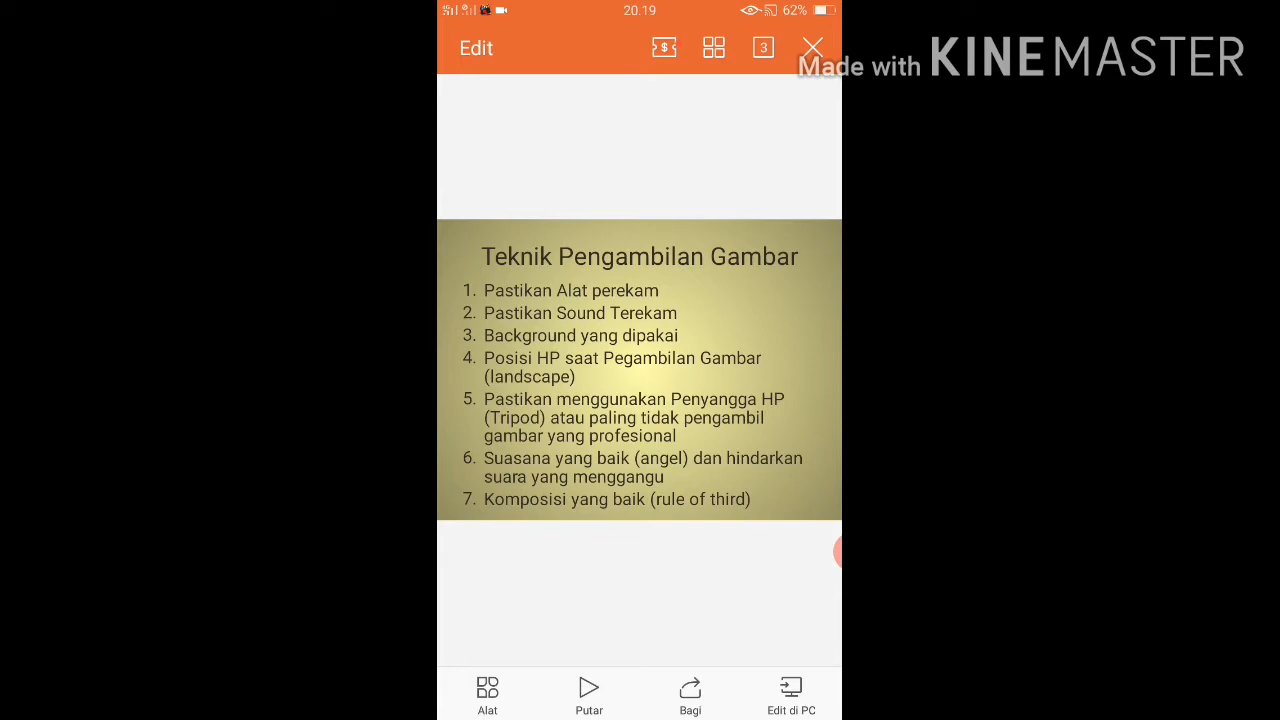 20.19
62%
Edit
$
3
Made with KINEMASTER
Teknik Pengambilan Gambar
1. Pastikan Alat perekam
2. Pastikan Sound Terekam
3. Background yang dipakai
4. Posisi HP saat Pegambilan Gambar
(landscape)
5. Pastikan menggunakan Penyangga HP
(Tripod) atau paling tidak pengambil
gambar yang profesional
6. Suasana yang baik (angel) dan hindarkan
suara yang menggangu
7. Komposisi yang baik (rule of third)
Alat
Putar
Bagi
Edit di PC